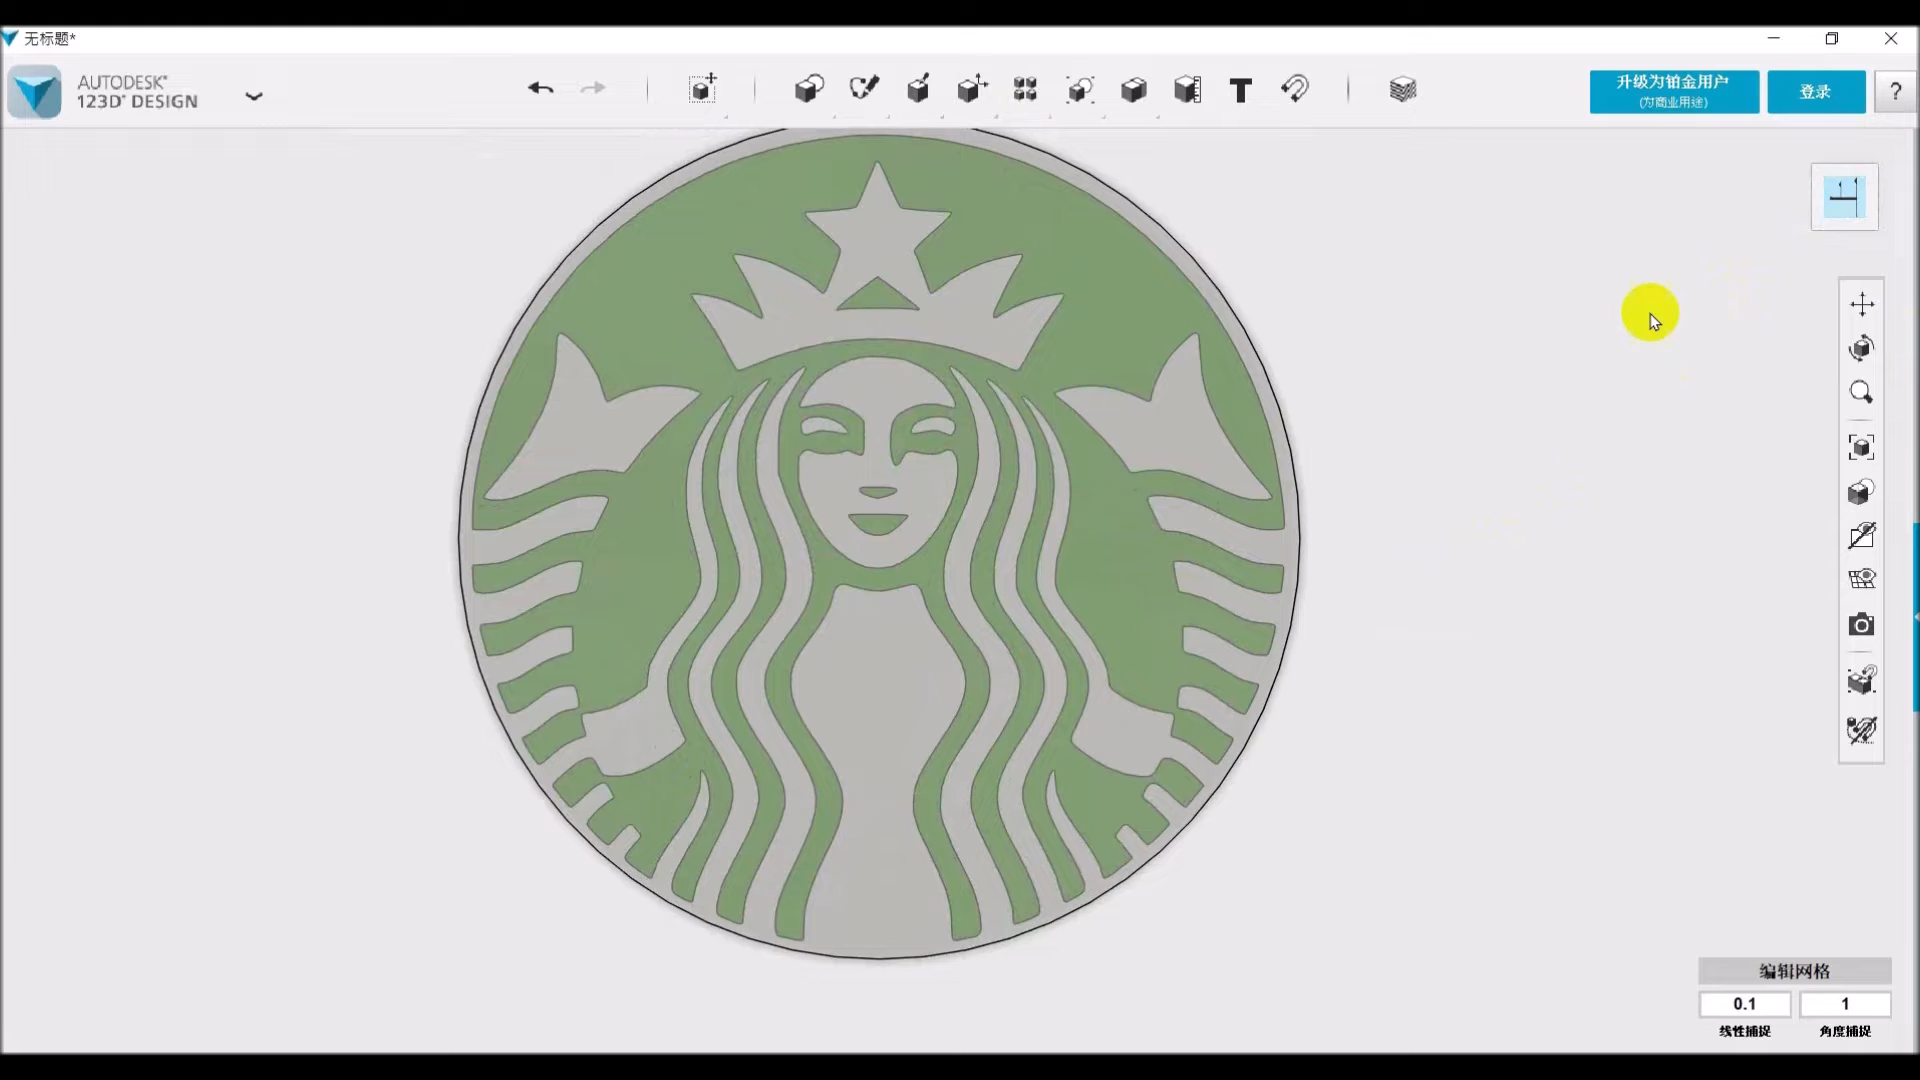 无标题*
AUTODESK®
123D® DESIGN
T
升级为铂金用户
(为商业用途)
登录
?
编辑网格
0.1
1
线性捕捉
角度捕捉